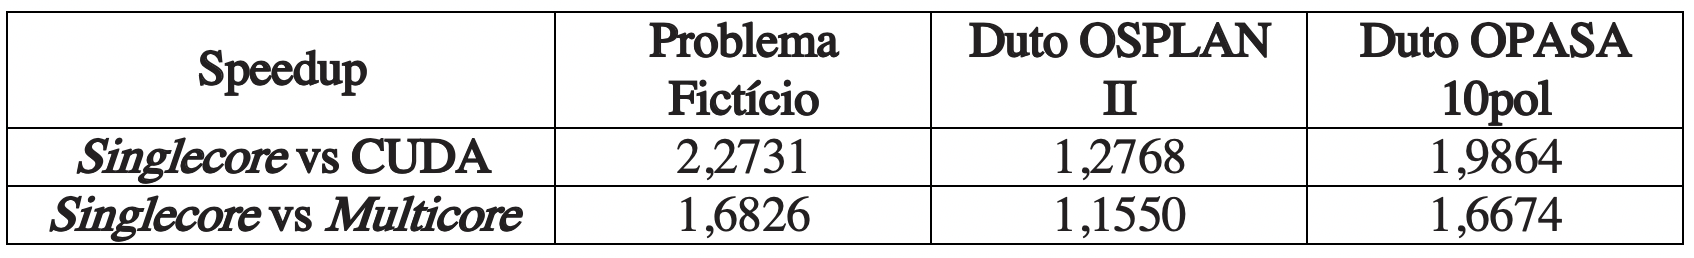 Speedup
Problema
Fictício
Duto OSPLAN
II
Duto OPASA
10pol
Singlecore vs CUDA
2,2731
1,2768
1,9864
Singlecore vs Multicore
1,6826
1,1550
1,6674